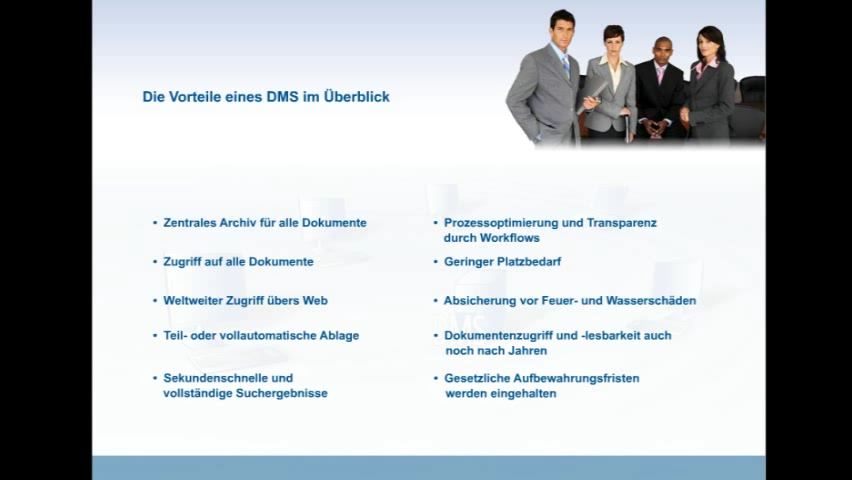 Die Vorteile eines DMS im Überblick
• Zentrales Archiv für alle Dokumente
• Zugriff auf alle Dokumente
• Weltweiter Zugriff übers Web
• Teil- oder vollautomatische Ablage
• Sekundenschnelle und
vollständige Suchergebnisse
• Prozessoptimierung und Transparenz
durch Workflows
• Geringer Platzbedarf
• Absicherung vor Feuer- und Wasserschäden
• Dokumentenzugriff und -lesbarkeit auch
noch nach Jahren
• Gesetzliche Aufbewahrungsfristen
werden eingehalten
DMS